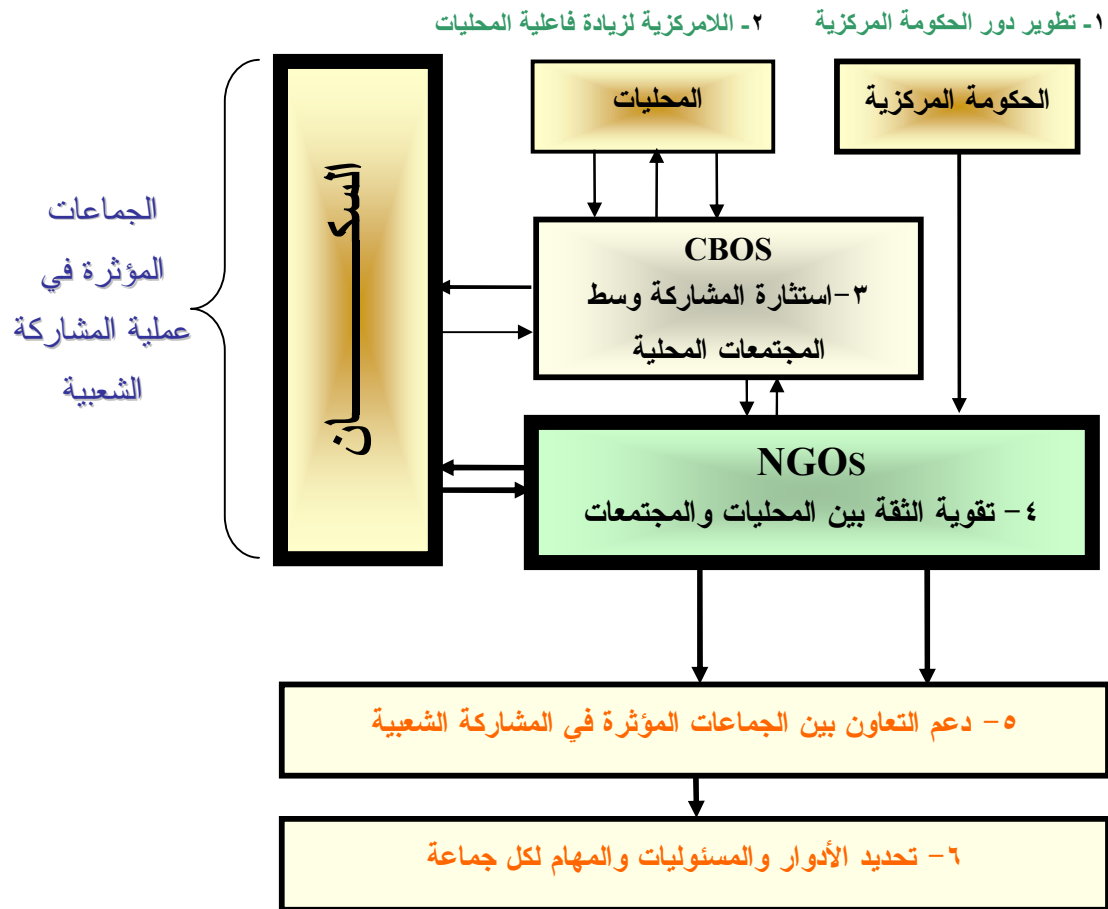 ١- تطوير دور الحكومة المركزية
٢- اللامركزية لزيادة فاعلية المحليات
الحكومة المركزية
المحليات
السكــــــــان
الجماعات
المؤثرة في
عملية المشاركة
الشعبية
CBOS
٣-استثارة المشاركة وسط
المجتمعات المحلية
NGOS
٤- تقوية الثقة بين المحليات والمجتمعات
٥- دعم التعاون بين الجماعات المؤثرة في المشاركة الشعبية
٦- تحديد الأدوار والمسئوليات والمهام لكل جماعة